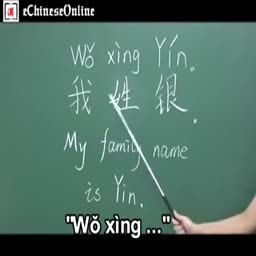 eChineseOnline
Wǒ xìng Yín。
我 姓 银。
My family name
is Yin.
"Wǒ xìng ..."